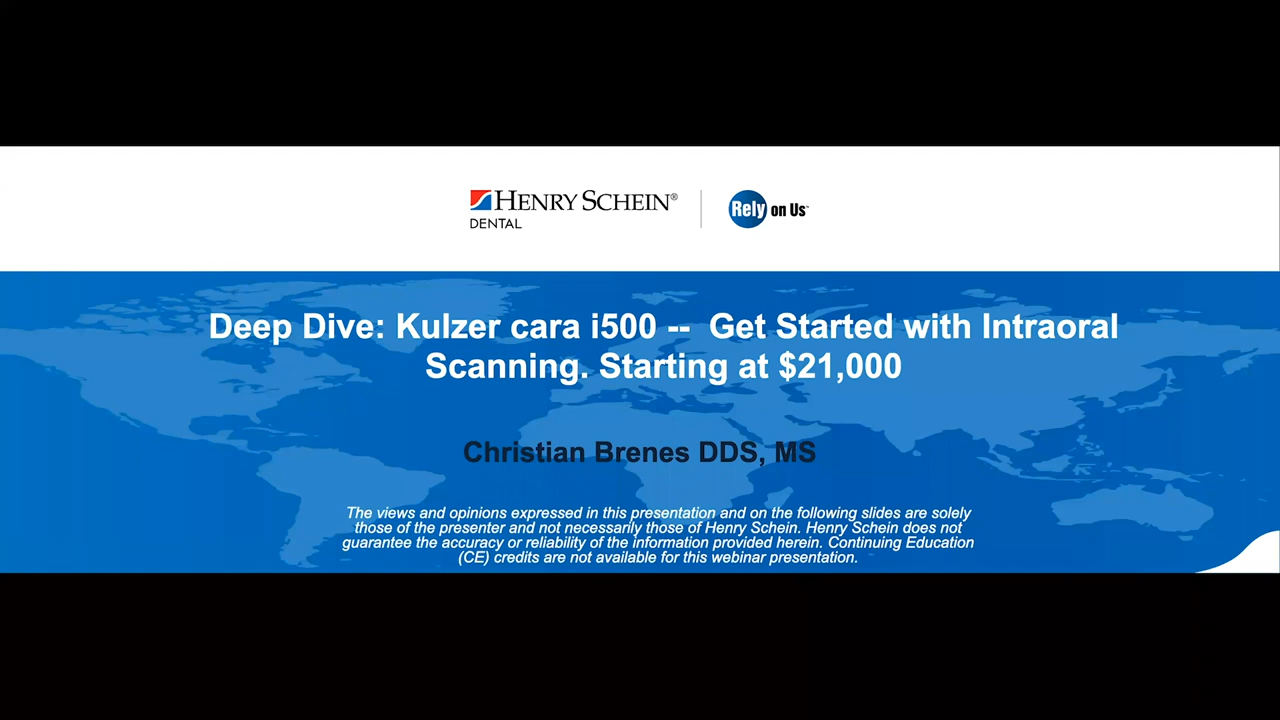 HENRY SCHEIN®
DENTAL
Rely on Us™
Deep Dive: Kulzer cara i500 -- Get Started with Intraoral
Scanning. Starting at $21,000
Christian Brenes DDS, MS
The views and opinions expressed in this presentation and on the following slides are solely
those of the presenter and not necessarily those of Henry Schein. Henry Schein does not
guarantee the accuracy or reliability of the information provided herein. Continuing Education
(CE) credits are not available for this webinar presentation.